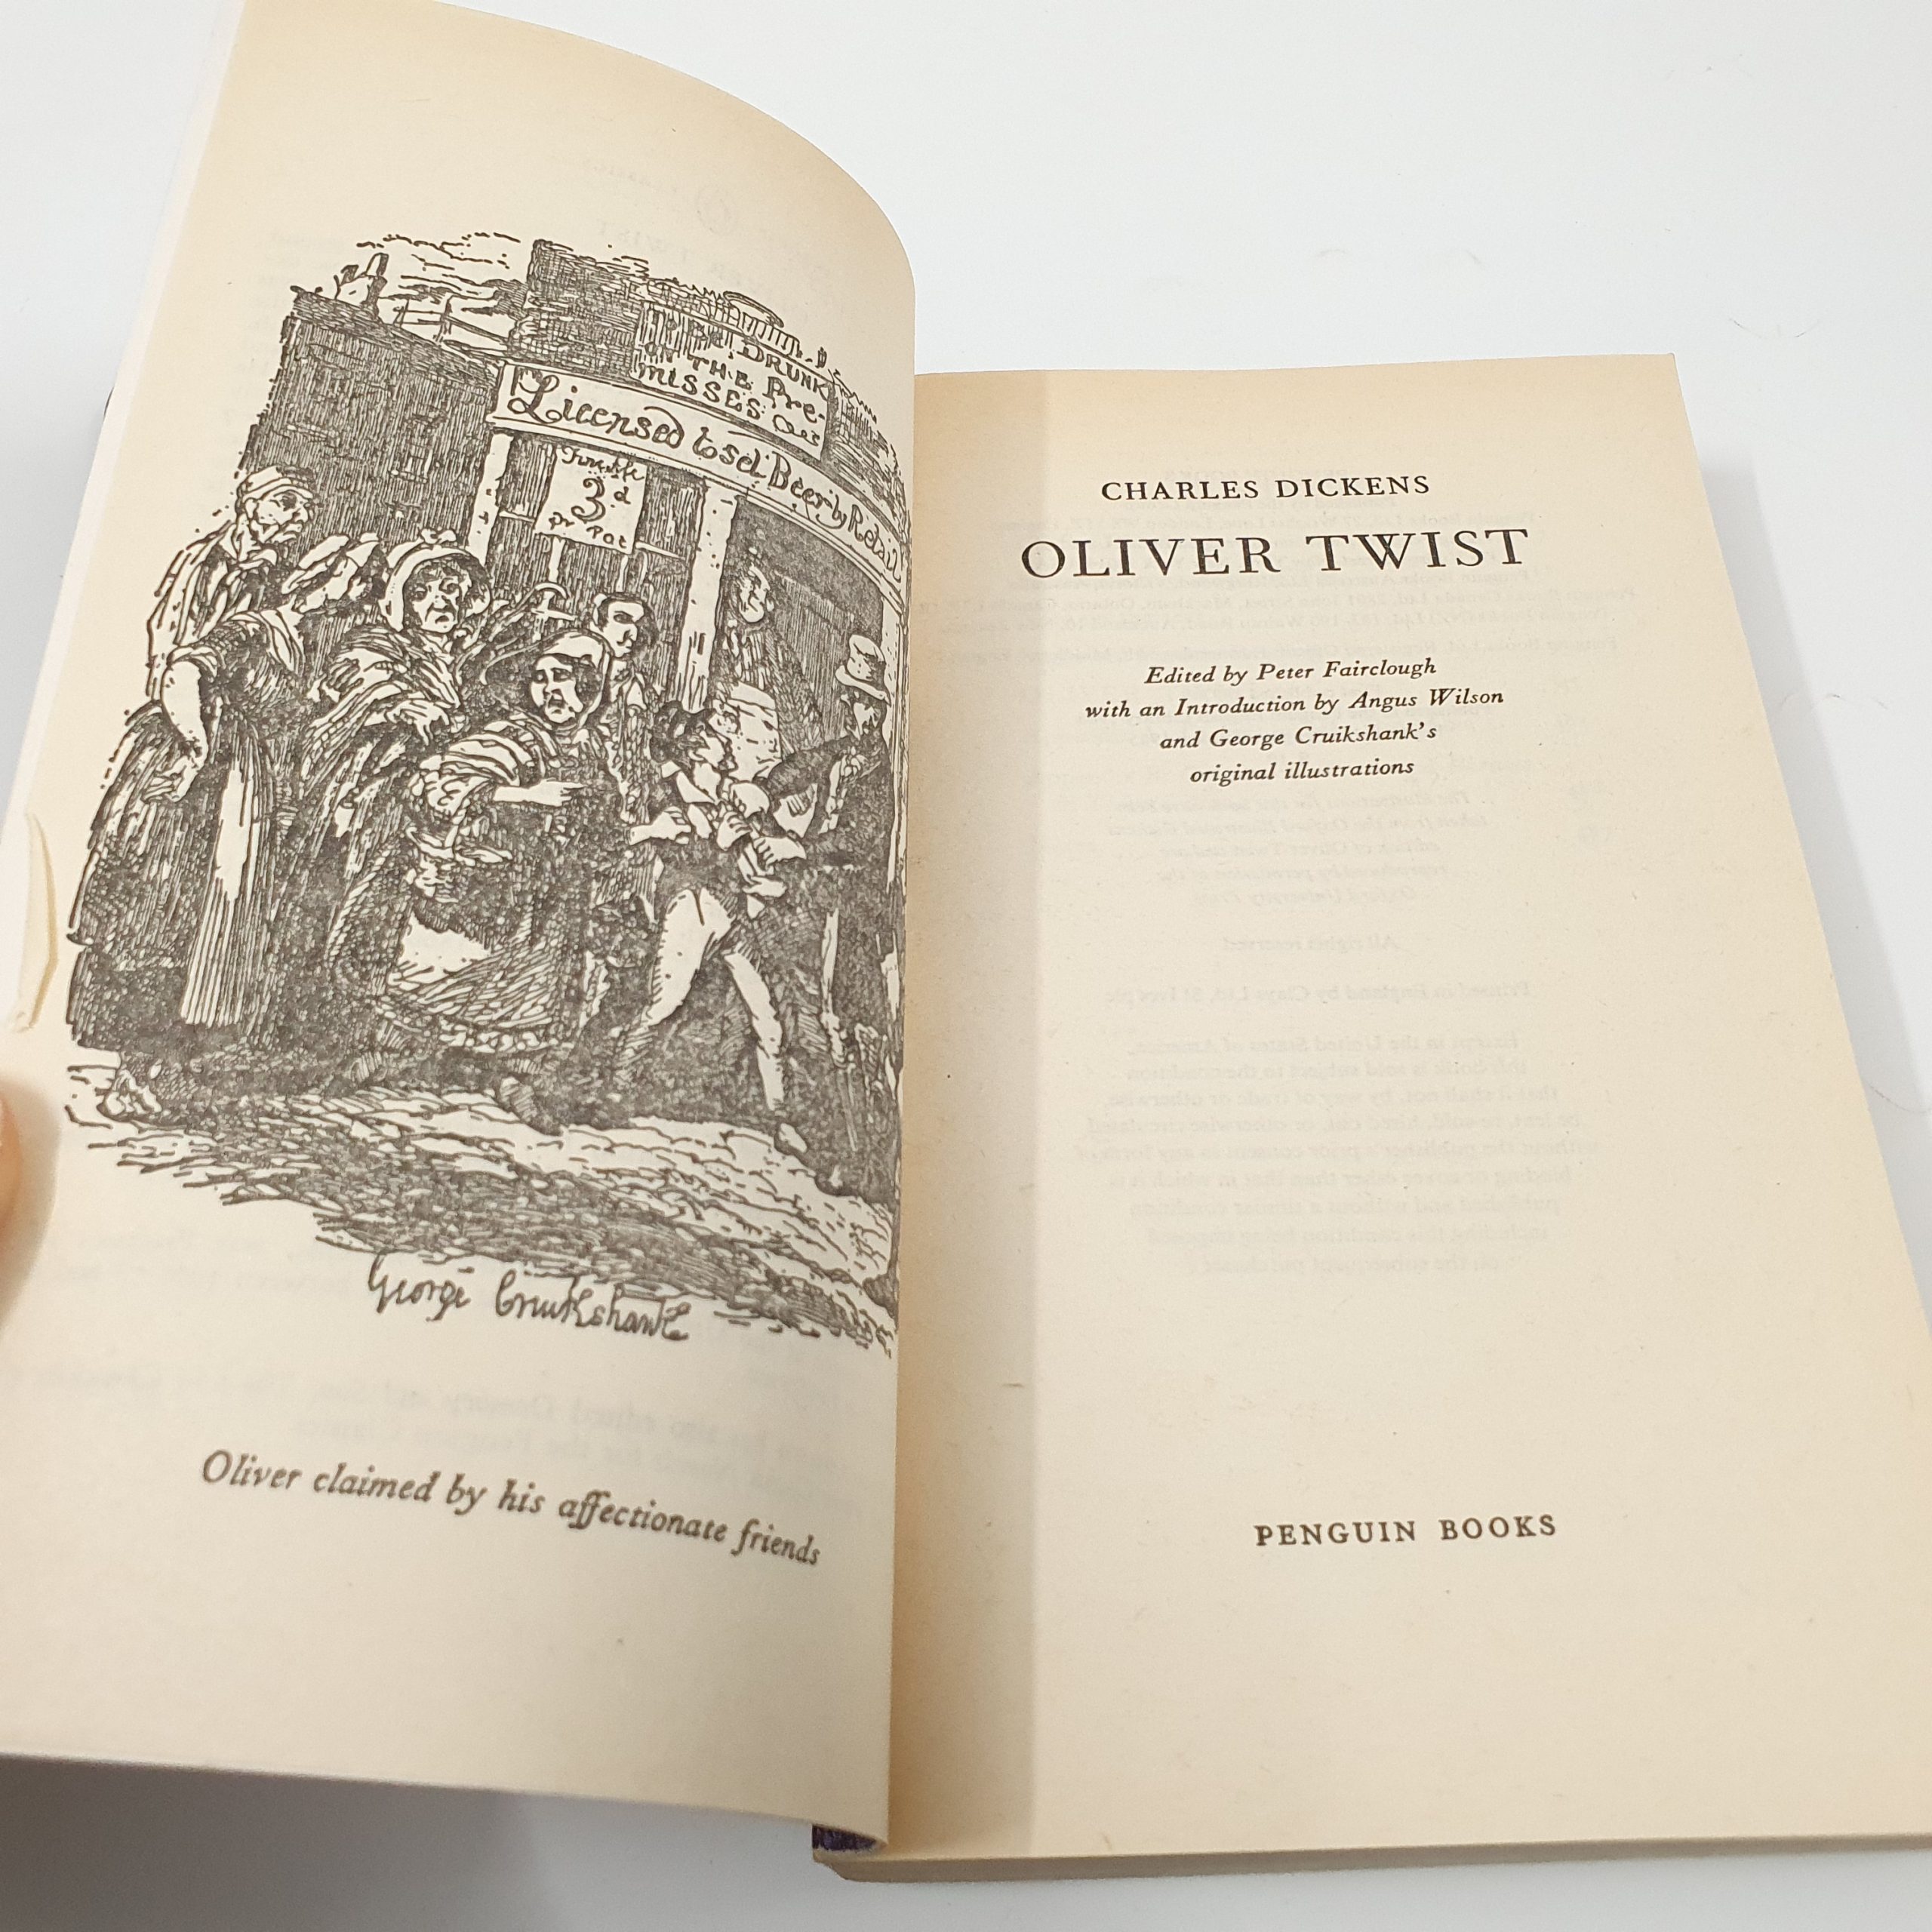 BE DRUNK
ON THE Pre-
MISSES
Licensed to sel Beer by Retail
3d
Pr Pot
George Cruikshank
Oliver claimed by his affectionate friends
CHARLES DICKENS
OLIVER TWIST
Edited by Peter Fairclough
with an Introduction by Angus Wilson
and George Cruikshank's
original illustrations
PENGUIN BOOKS